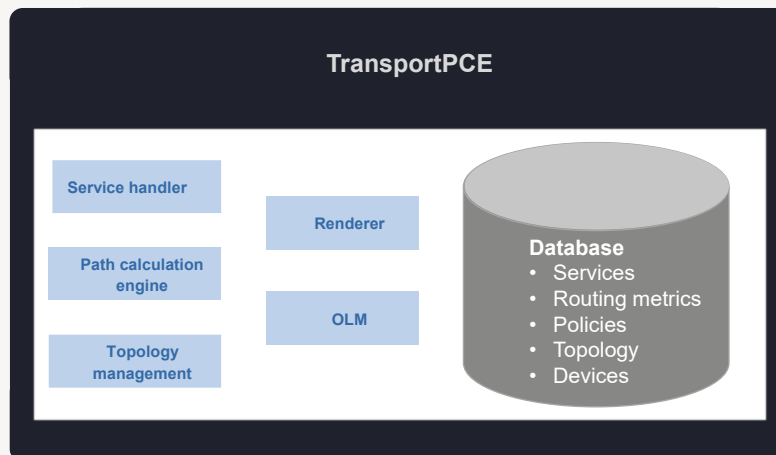 TransportPCE
Service handler
Path calculation
engine
Topology
management
Renderer
OLM
Database
• Services
• Routing metrics
• Policies
• Topology
• Devices